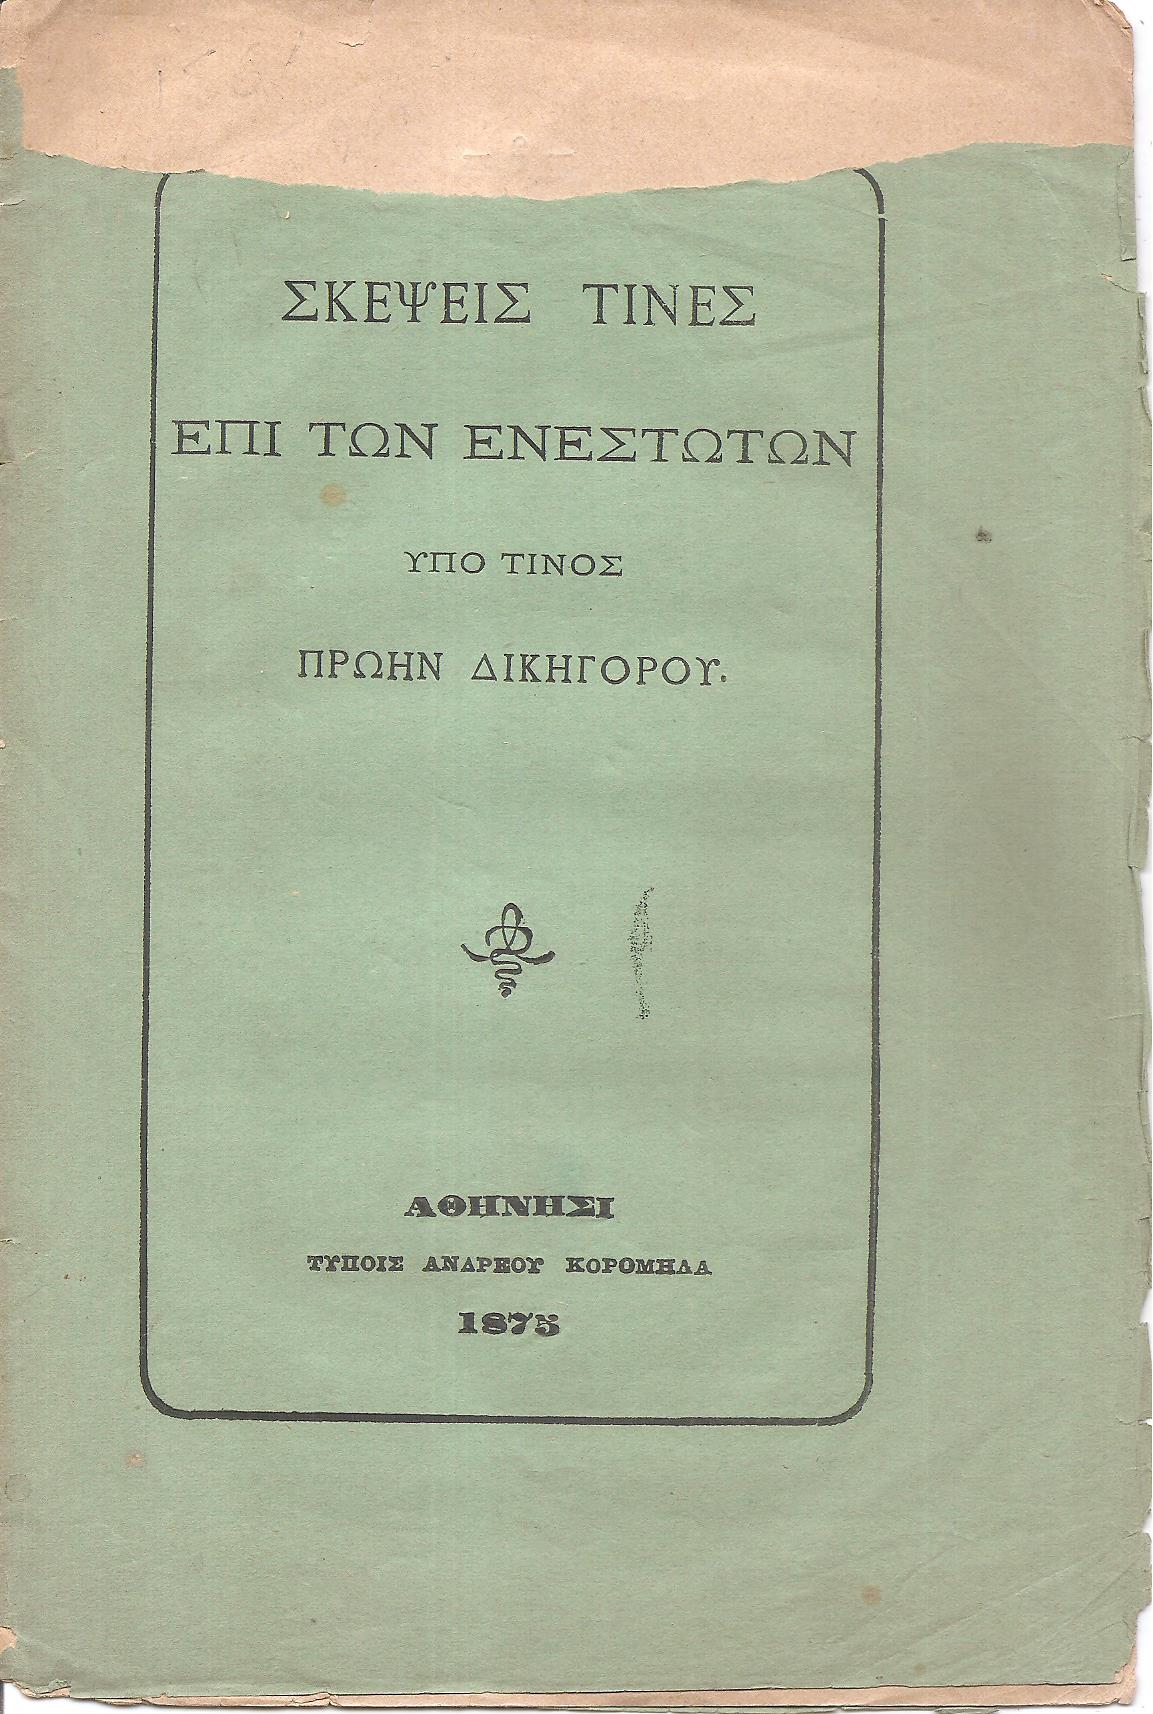 ΣΚΕΨΕΙΣ ΤΙΝΕΣ
ΕΠΙ ΤΩΝ ΕΝΕΣΤΩΤΩΝ
ΥΠΟ ΤΙΝΟΣ
ΠΡΩΗΝ ΔΙΚΗΓΟΡΟΥ.
ΑΘΗΝΗΣΙ
ΤΥΠΟΙΣ ΑΝΔΡΕΟΥ ΚΟΡΟΜΗΛΑ
1875